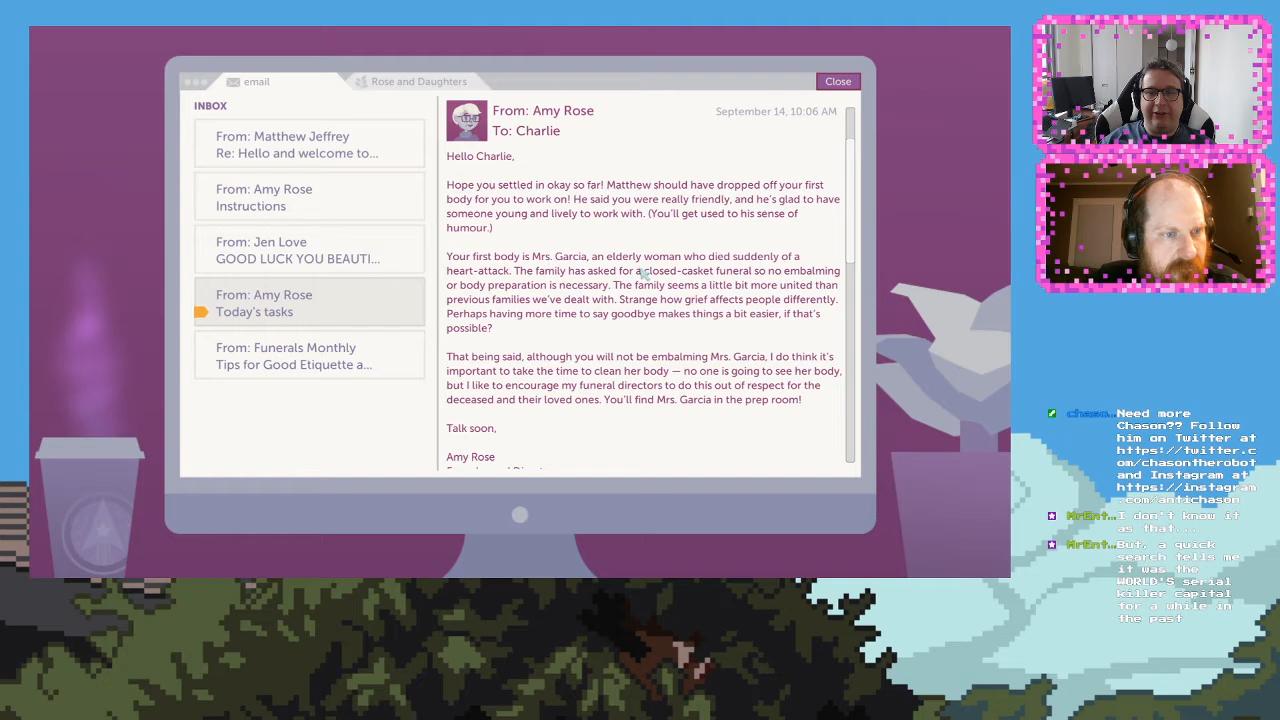 email
Rose and Daughters
Close
INBOX
From: Matthew Jeffrey
Re: Hello and welcome to...
From: Amy Rose
Instructions
From: Jen Love
GOOD LUCK YOU BEAUTI...
From: Amy Rose
Today's tasks
From: Funerals Monthly
Tips for Good Etiquette a...
From: Amy Rose
September 14, 10:06 AM
To: Charlie
Hello Charlie,
Hope you settled in okay so far! Matthew should have dropped off your first
body for you to work on! He said you were really friendly, and he's glad to have
someone young and lively to work with. (You'll get used to his sense of
humour.)
Your first body is Mrs. Garcia, an elderly woman who died suddenly of a
heart-attack. The family has asked for a closed-casket funeral so no embalming
or body preparation is necessary. The family seems a little bit more united than
previous families we've dealt with. Strange how grief affects people differently.
Perhaps having more time to say goodbye makes things a bit easier, if that's
possible?
That being said, although you will not be embalming Mrs. Garcia, I do think it's
important to take the time to clean her body — no one is going to see her body,
but I like to encourage my funeral directors to do this out of respect for the
deceased and their loved ones. You'll find Mrs. Garcia in the prep room!
Talk soon,
Amy Rose
chaso... Need more
Chason?? Follow
him on Twitter at
https://twitter.c
om/chasontherobot
and Instagram at
https://instagram
.com/antichason
MrEnt... I don't know it
as that...
MrEnt... But, a quick
search tells me
it was the
WORLD'S serial
killer capital
for a while in
the past